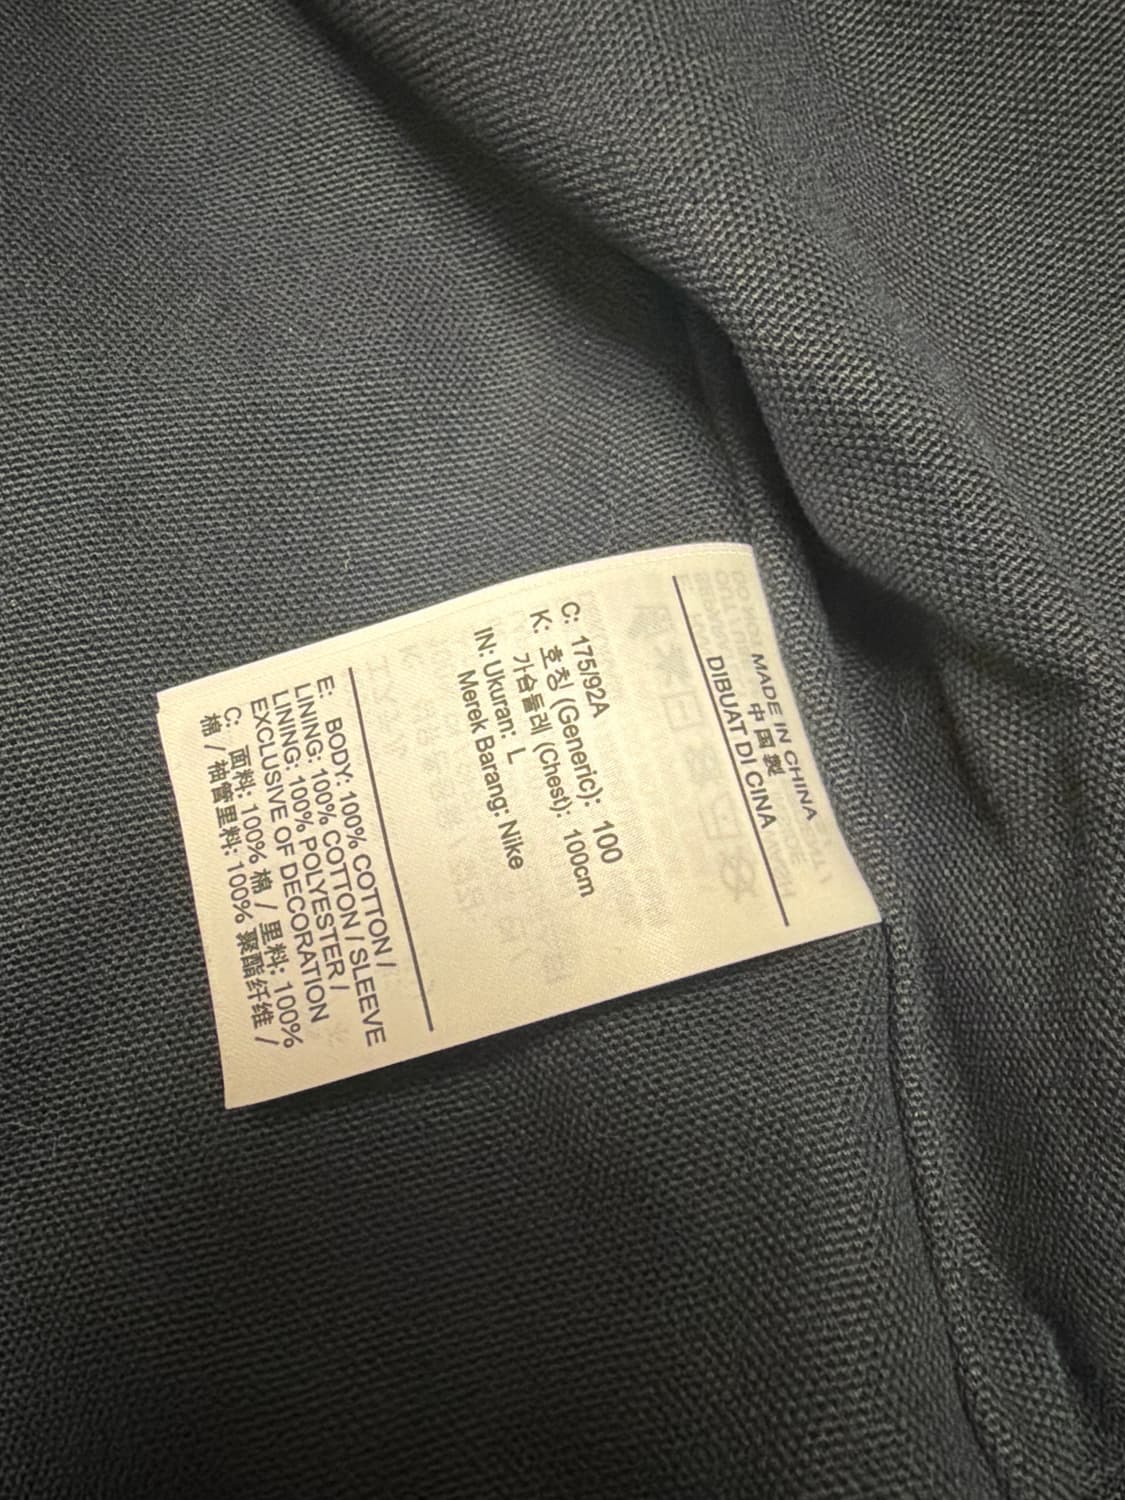 MADE IN CHINA
中国製
DIBUAT DI CINA
C: 175/92A
K: 호칭 (Generic): 100
가슴둘레 (Chest): 100cm
IN: Ukuran: L
Merek Barang: Nike
E: BODY: 100% COTTON /
LINING: 100% COTTON / SLEEVE
LINING: 100% POLYESTER /
EXCLUSIVE OF DECORATION
C: 面料: 100% 棉 / 里料: 100%
棉 / 袖管里料: 100% 聚酯纤维 /